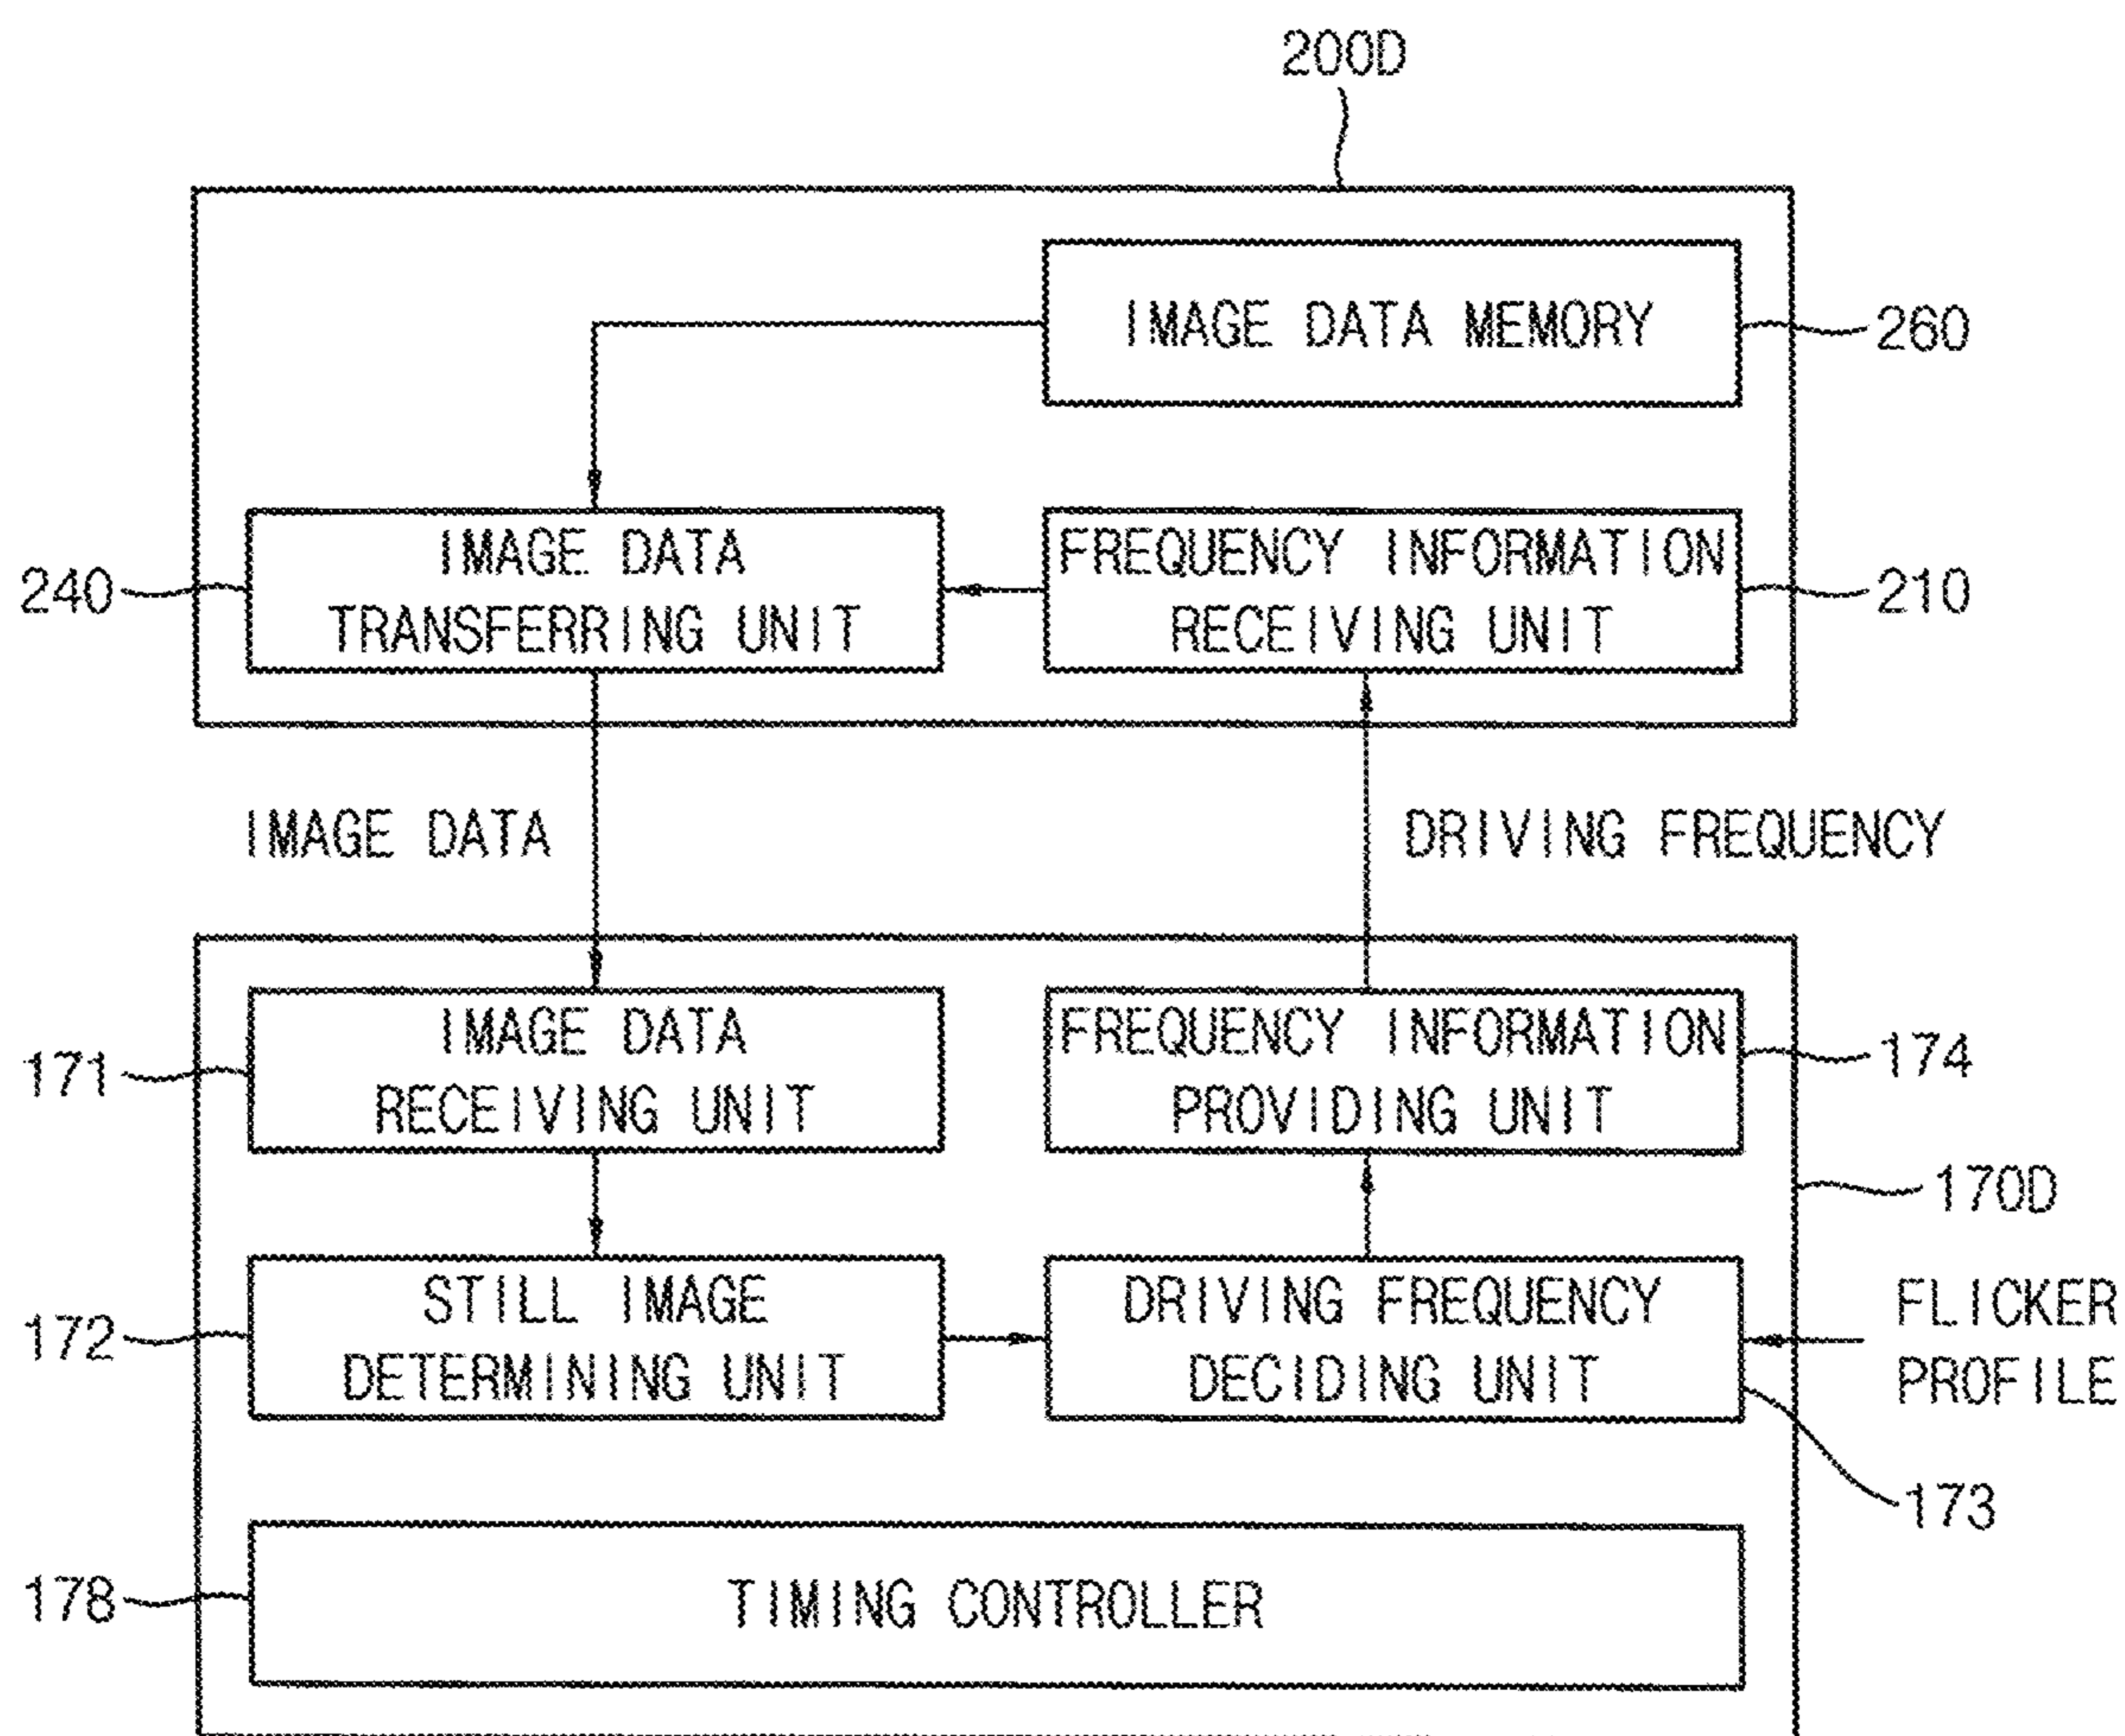 200D
IMAGE DATA MEMORY
260
IMAGE DATA
TRANSFERRING UNIT
240
FREQUENCY INFORMATION
RECEIVING UNIT
210
IMAGE DATA
DRIVING FREQUENCY
IMAGE DATA
RECEIVING UNIT
171
FREQUENCY INFORMATION
PROVIDING UNIT
174
170D
STILL IMAGE
DETERMINING UNIT
172
DRIVING FREQUENCY
DECIDING UNIT
FLICKER
PROFILE
173
TIMING CONTROLLER
178